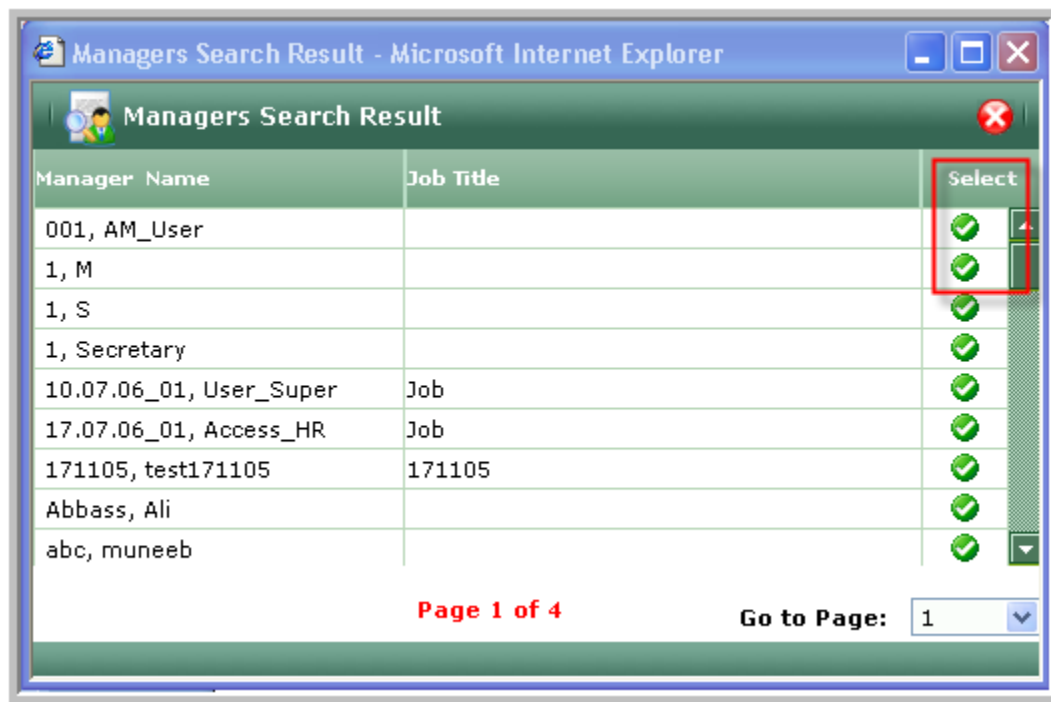 Managers Search Result - Microsoft Internet Explorer
Managers Search Result
Manager Name Job Title Select
001, AM_User
1, M
1, S
1, Secretary
10.07.06_01, User_Super Job
17.07.06_01, Access_HR Job
171105, test171105 171105
Abbass, Ali
abc, muneeb
Page 1 of 4 Go to Page: 1